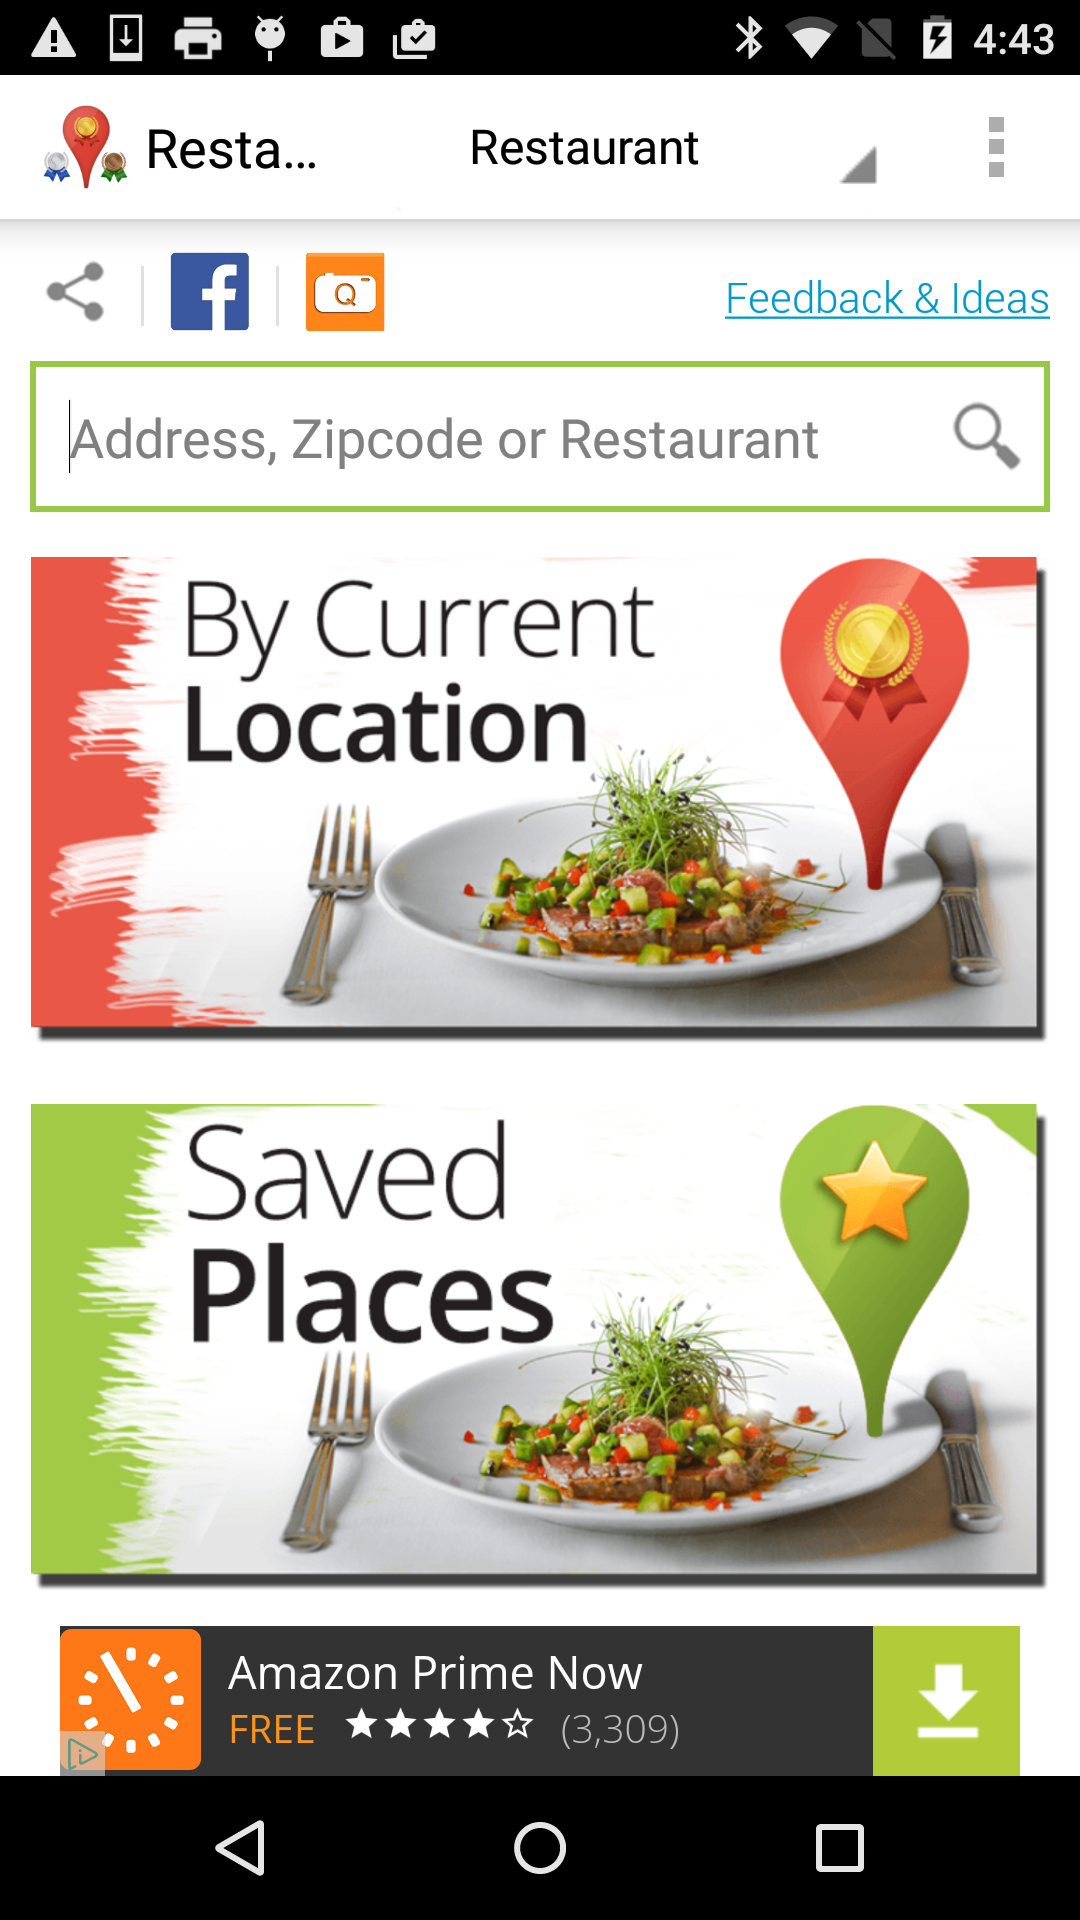 4:43
Resta...
Restaurant
Q
Feedback & Ideas
Address, Zipcode or Restaurant
By Current
Location
Saved
Places
Amazon Prime Now
FREE (3,309)